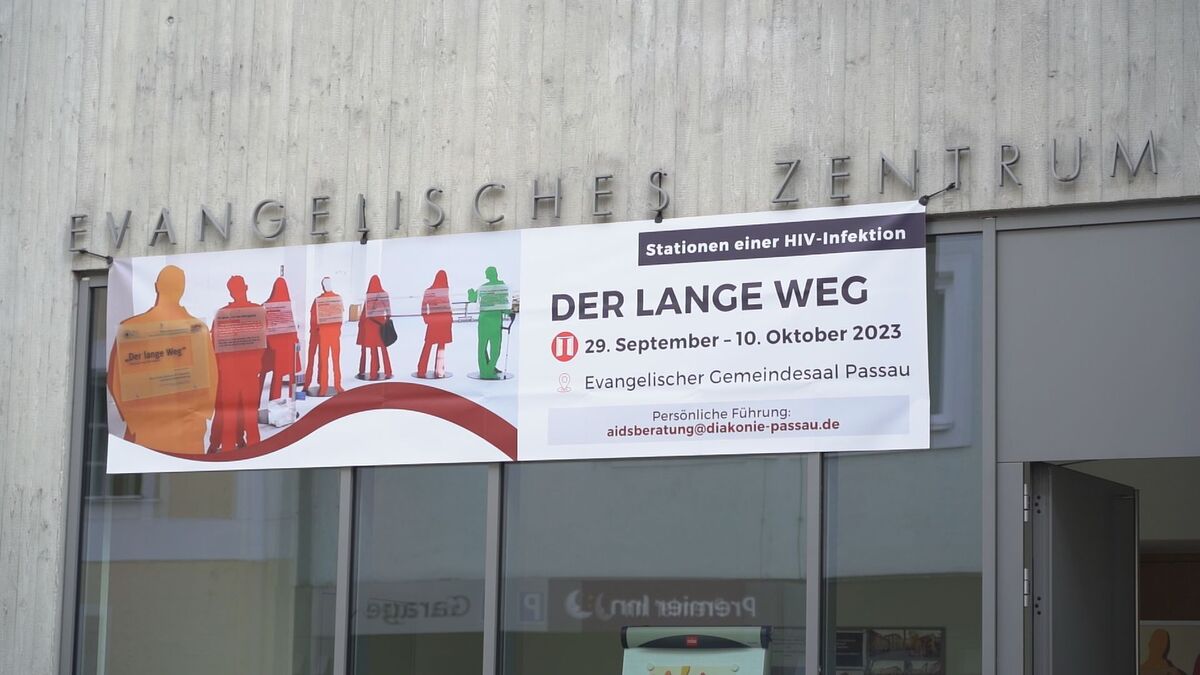 EVANGELISCHES ZENTRUM
Stationen einer HIV-Infektion
DER LANGE WEG
29. September – 10. Oktober 2023
Evangelischer Gemeindesaal Passau
Persönliche Führung:
aidsberatung@diakonie-passau.de
„Der lange Weg"
Garage
P
Premier Inn